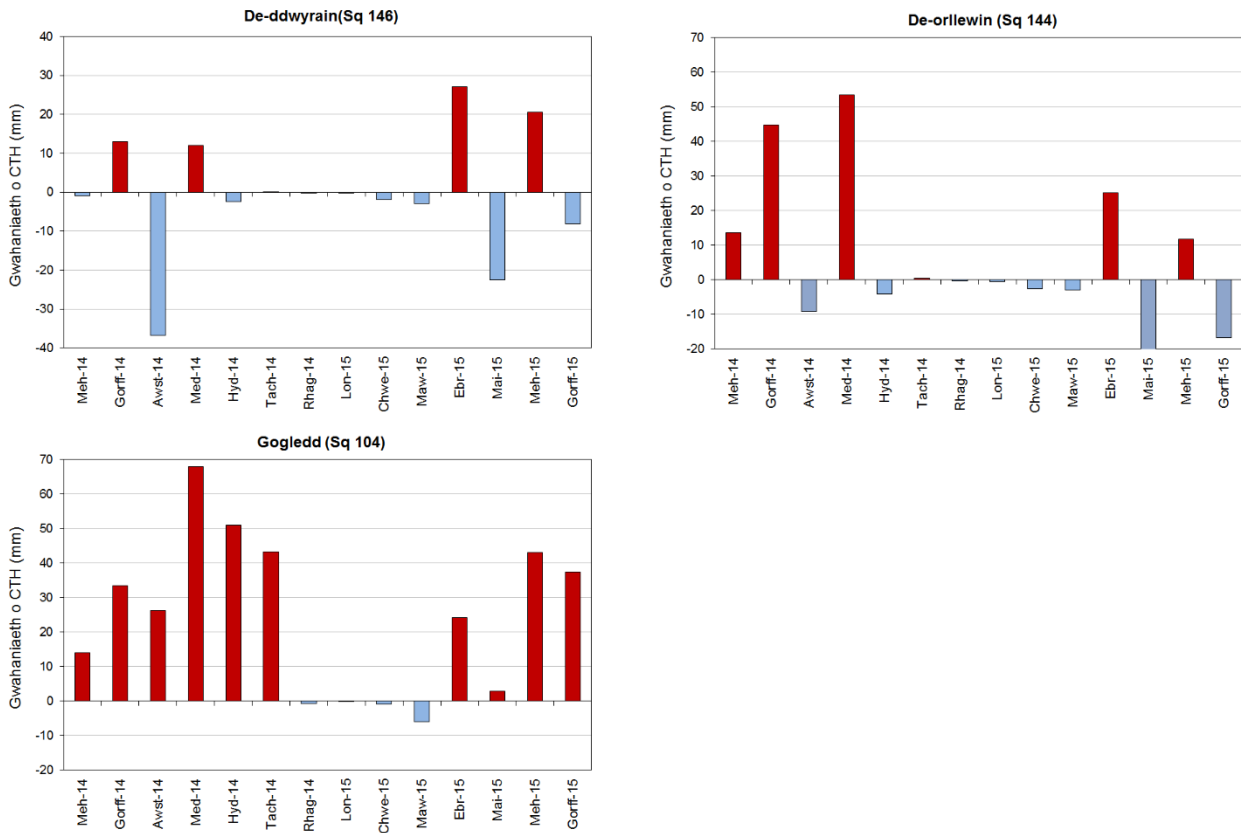 De-ddwyrain(Sq 146)
Gwahaniaeth o CTH (mm)
40
30
20
10
0
-10
-20
-30
-40
Meh-14
Gorff-14
Awst-14
Med-14
Hyd-14
Tach-14
Rhag-14
Lon-15
Chwe-15
Maw-15
Ebr-15
Mai-15
Meh-15
Gorff-15
De-orllewin (Sq 144)
Gwahaniaeth o CTH (mm)
70
60
50
40
30
20
10
0
-10
-20
Meh-14
Gorff-14
Awst-14
Med-14
Hyd-14
Tach-14
Rhag-14
Lon-15
Chwe-15
Maw-15
Ebr-15
Mai-15
Meh-15
Gorff-15
Gogledd (Sq 104)
Gwahaniaeth o CTH (mm)
70
60
50
40
30
20
10
0
-10
-20
Meh-14
Gorff-14
Awst-14
Med-14
Hyd-14
Tach-14
Rhag-14
Lon-15
Chwe-15
Maw-15
Ebr-15
Mai-15
Meh-15
Gorff-15